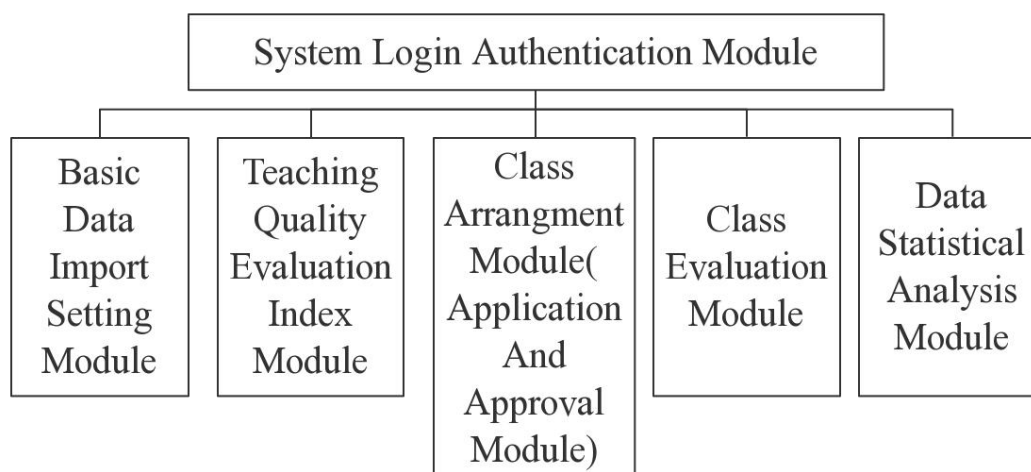 System Login Authentication Module
Basic
Data
Import
Setting
Module
Teaching
Quality
Evaluation
Index
Module
Class
Arrangment
Module(
Application
And
Approval
Module)
Class
Evaluation
Module
Data
Statistical
Analysis
Module